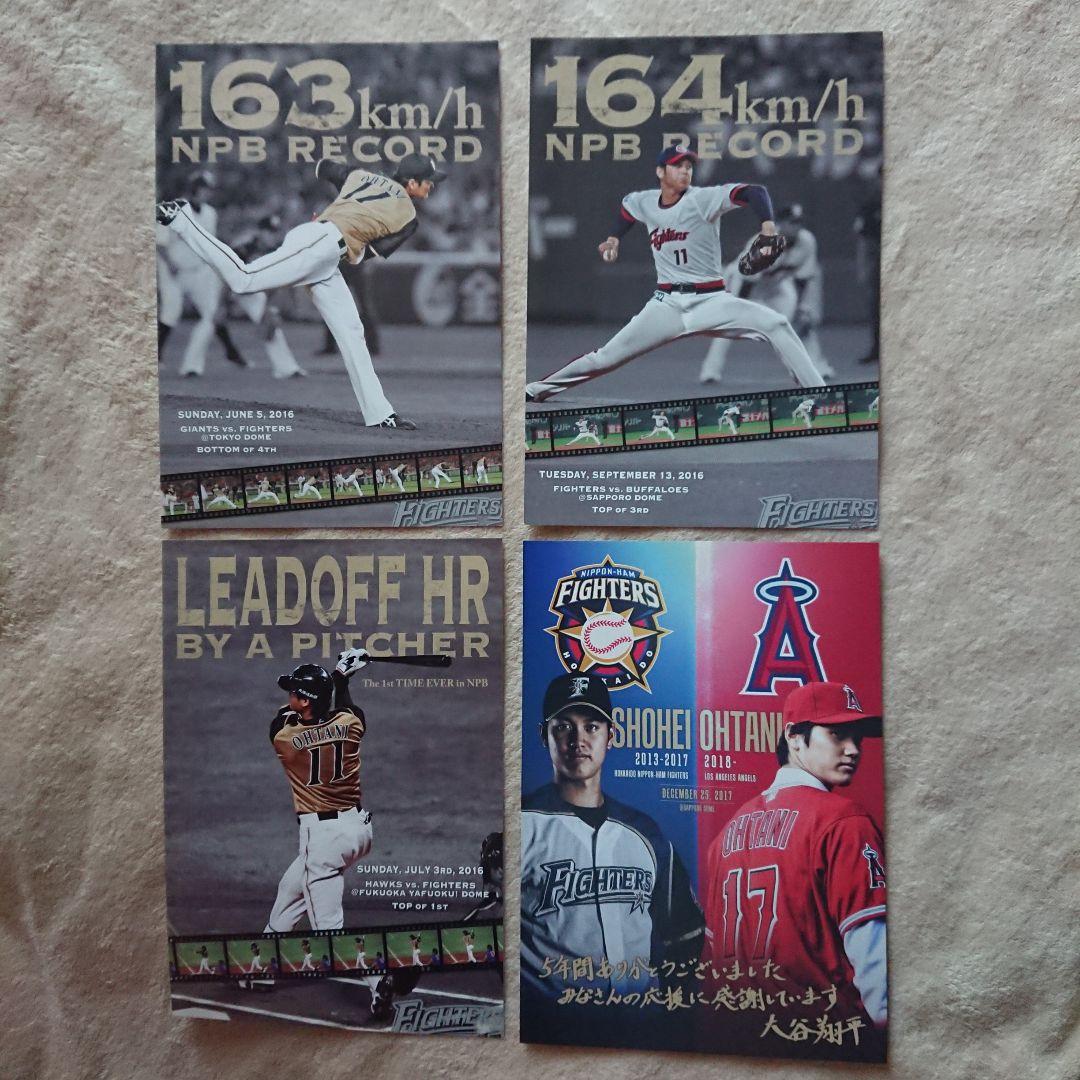 163km/h
NPB RECORD
OHTANI
11
SUNDAY, JUNE 5, 2016
GIANTS vs. FIGHTERS
@TOKYO DOME
BOTTOM OF 4TH
FIGHTERS
164km/h
NPB RECORD
Fighters
11
TUESDAY, SEPTEMBER 13, 2016
FIGHTERS vs. BUFFALOES
@SAPPORO DOME
TOP OF 3RD
FIGHTERS
LEADOFF HR
BY A PITCHER
The 1st TIME EVER in NPB
OHTANI
11
SUNDAY, JULY 3RD, 2016
HAWKS vs. FIGHTERS
@FUKUOKA YAFUOKU! DOME
TOP OF 1ST
FIGHTERS
NIPPON-HAM
FIGHTERS
HOKKAIDO
A
F
A
SHOHEI OHTANI
2013-2017 2018-
HOKKAIDO NIPPON-HAM FIGHTERS LOS ANGELES ANGELS
DECEMBER 25, 2017
@SAPPORO DOME
OHTANI
17
A
FIGHTERS
5年間ありがとうございました
みなさんの応援に感謝しています
大谷翔平